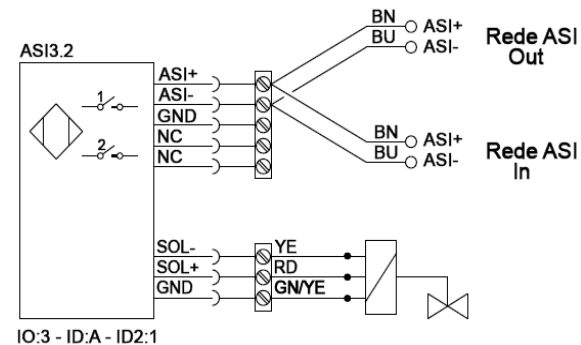 ASI3.2
1
2
ASI+
ASI-
GND
NC
NC
BN ASI+
BU ASI-
Rede ASI
Out
BN ASI+
BU ASI-
Rede ASI
In
SOL- YE
SOL+ RD
GND GN/YE
IO:3 - ID:A - ID2:1